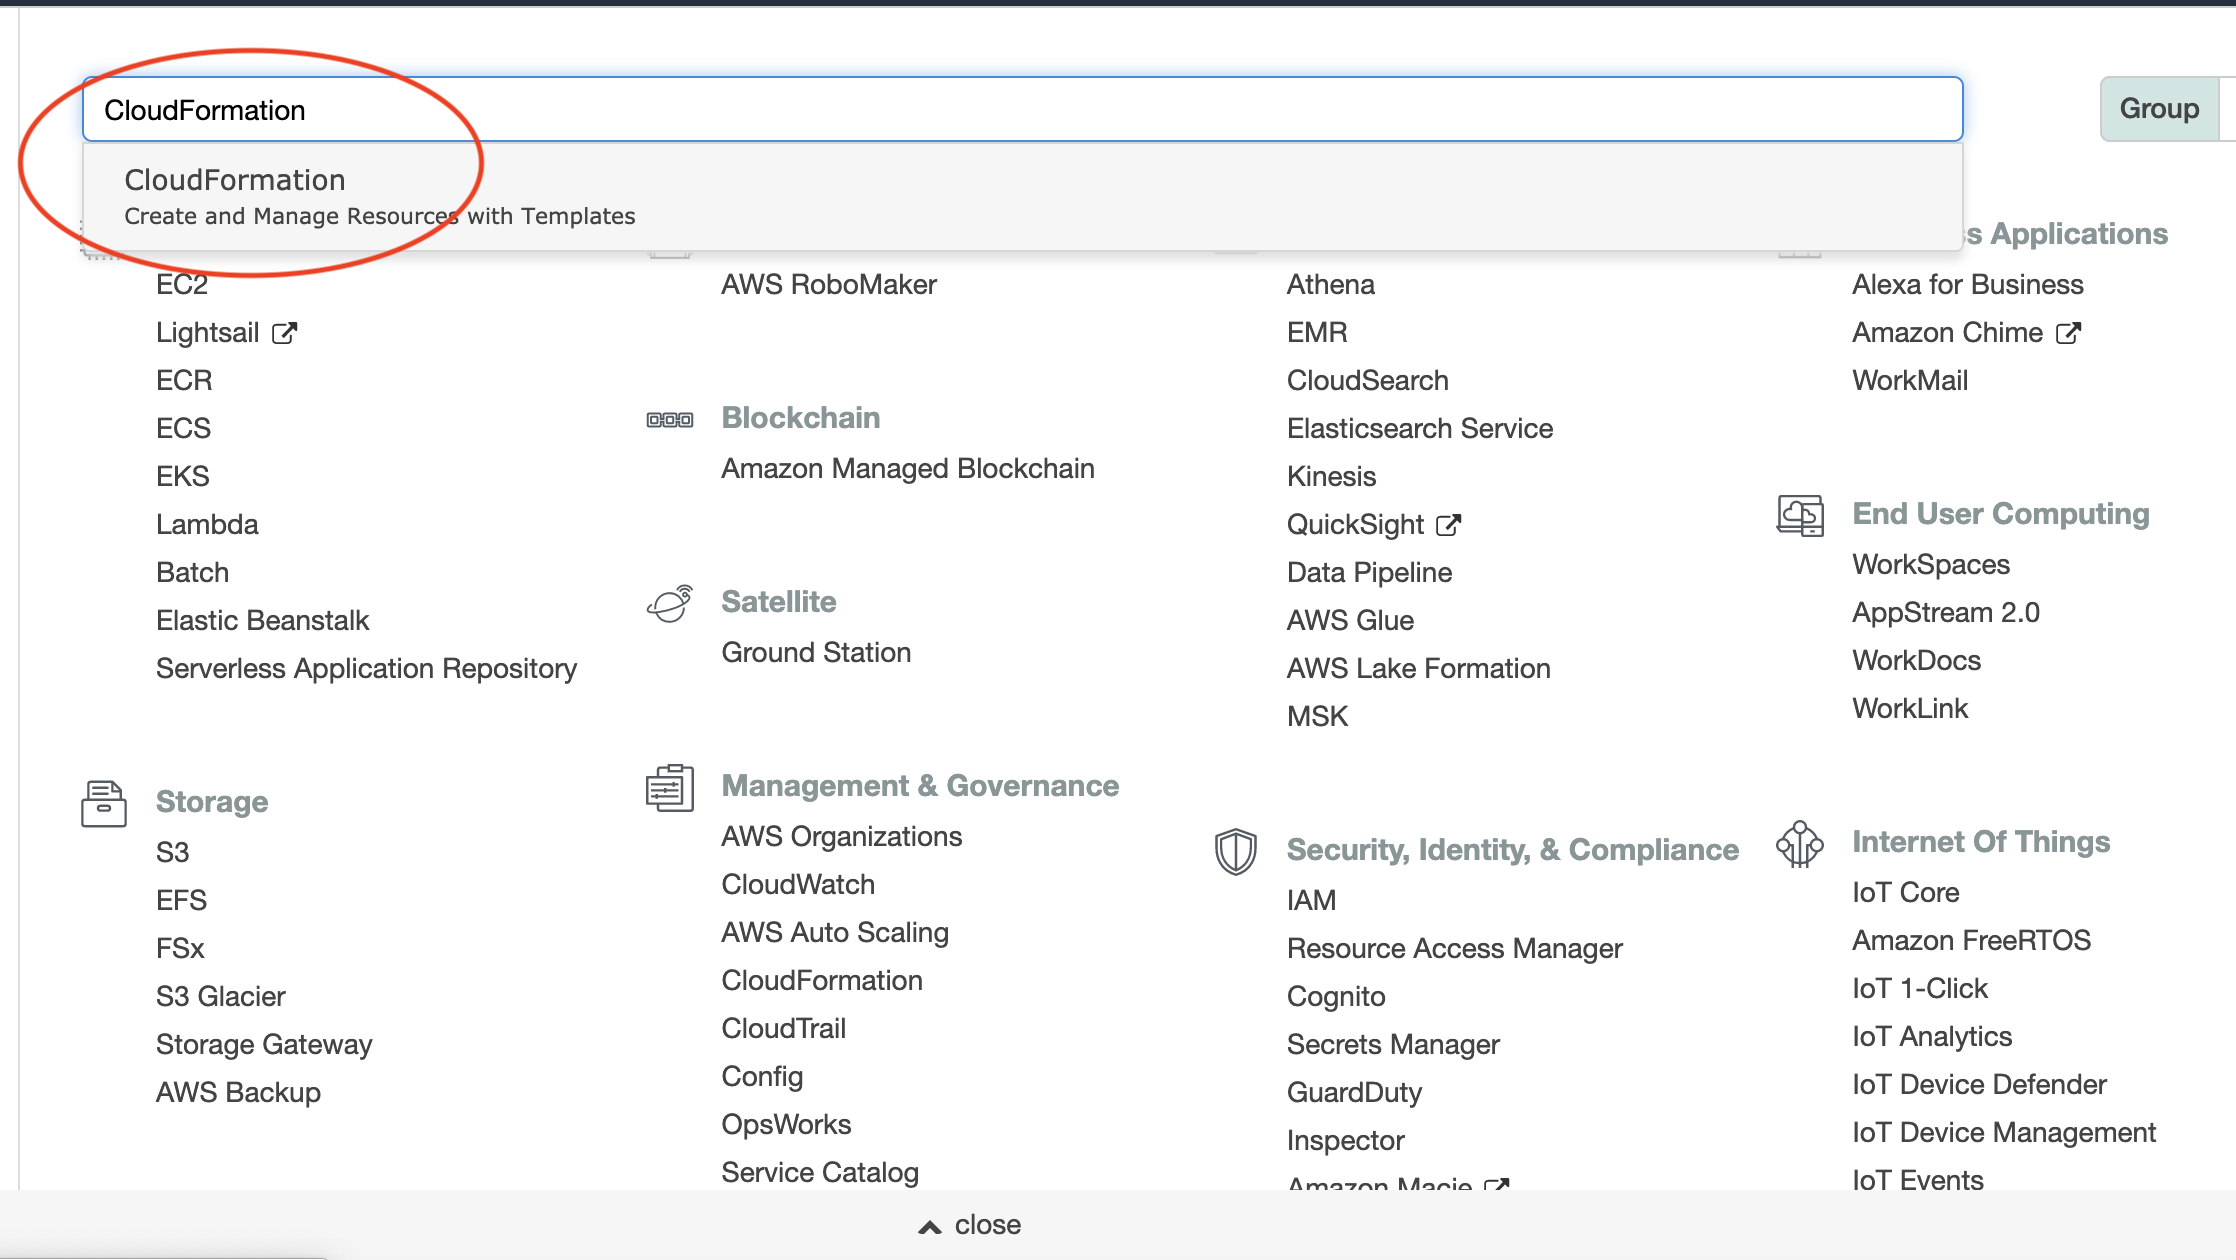 CloudFormation
Group
CloudFormation
Create and Manage Resources with Templates
EC2
Lightsail
ECR
ECS
EKS
Lambda
Batch
Elastic Beanstalk
Serverless Application Repository
Storage
S3
EFS
FSx
S3 Glacier
Storage Gateway
AWS Backup
AWS RoboMaker
Blockchain
Amazon Managed Blockchain
Satellite
Ground Station
Management & Governance
AWS Organizations
CloudWatch
AWS Auto Scaling
CloudFormation
CloudTrail
Config
OpsWorks
Service Catalog
Athena
EMR
CloudSearch
Elasticsearch Service
Kinesis
QuickSight
Data Pipeline
AWS Glue
AWS Lake Formation
MSK
Security, Identity, & Compliance
IAM
Resource Access Manager
Cognito
Secrets Manager
GuardDuty
Inspector
Amazon Macie
Applications
Alexa for Business
Amazon Chime
WorkMail
End User Computing
WorkSpaces
AppStream 2.0
WorkDocs
WorkLink
Internet Of Things
IoT Core
Amazon FreeRTOS
IoT 1-Click
IoT Analytics
IoT Device Defender
IoT Device Management
IoT Events
close